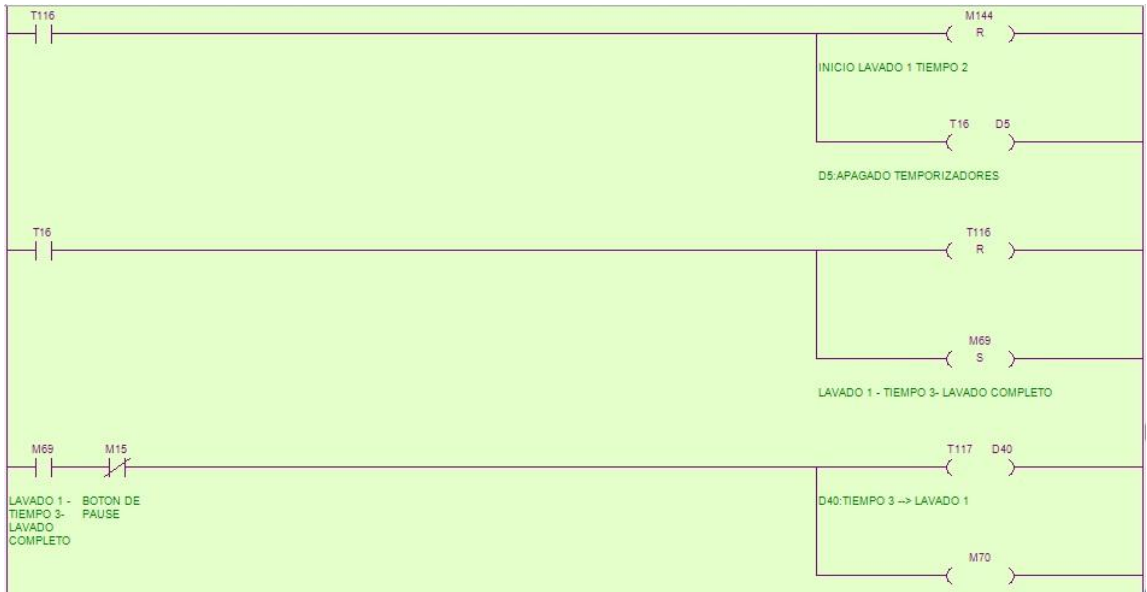 T116
M144
R
INICIO LAVADO 1 TIEMPO 2
T16 D5
D5:APAGADO TEMPORIZADORES
T16
T116
R
M69
S
LAVADO 1 - TIEMPO 3- LAVADO COMPLETO
M69 M15
T117 D40
LAVADO 1 -
TIEMPO 3-
LAVADO
COMPLETO
BOTON DE
PAUSE
D40:TIEMPO 3 --> LAVADO 1
M70